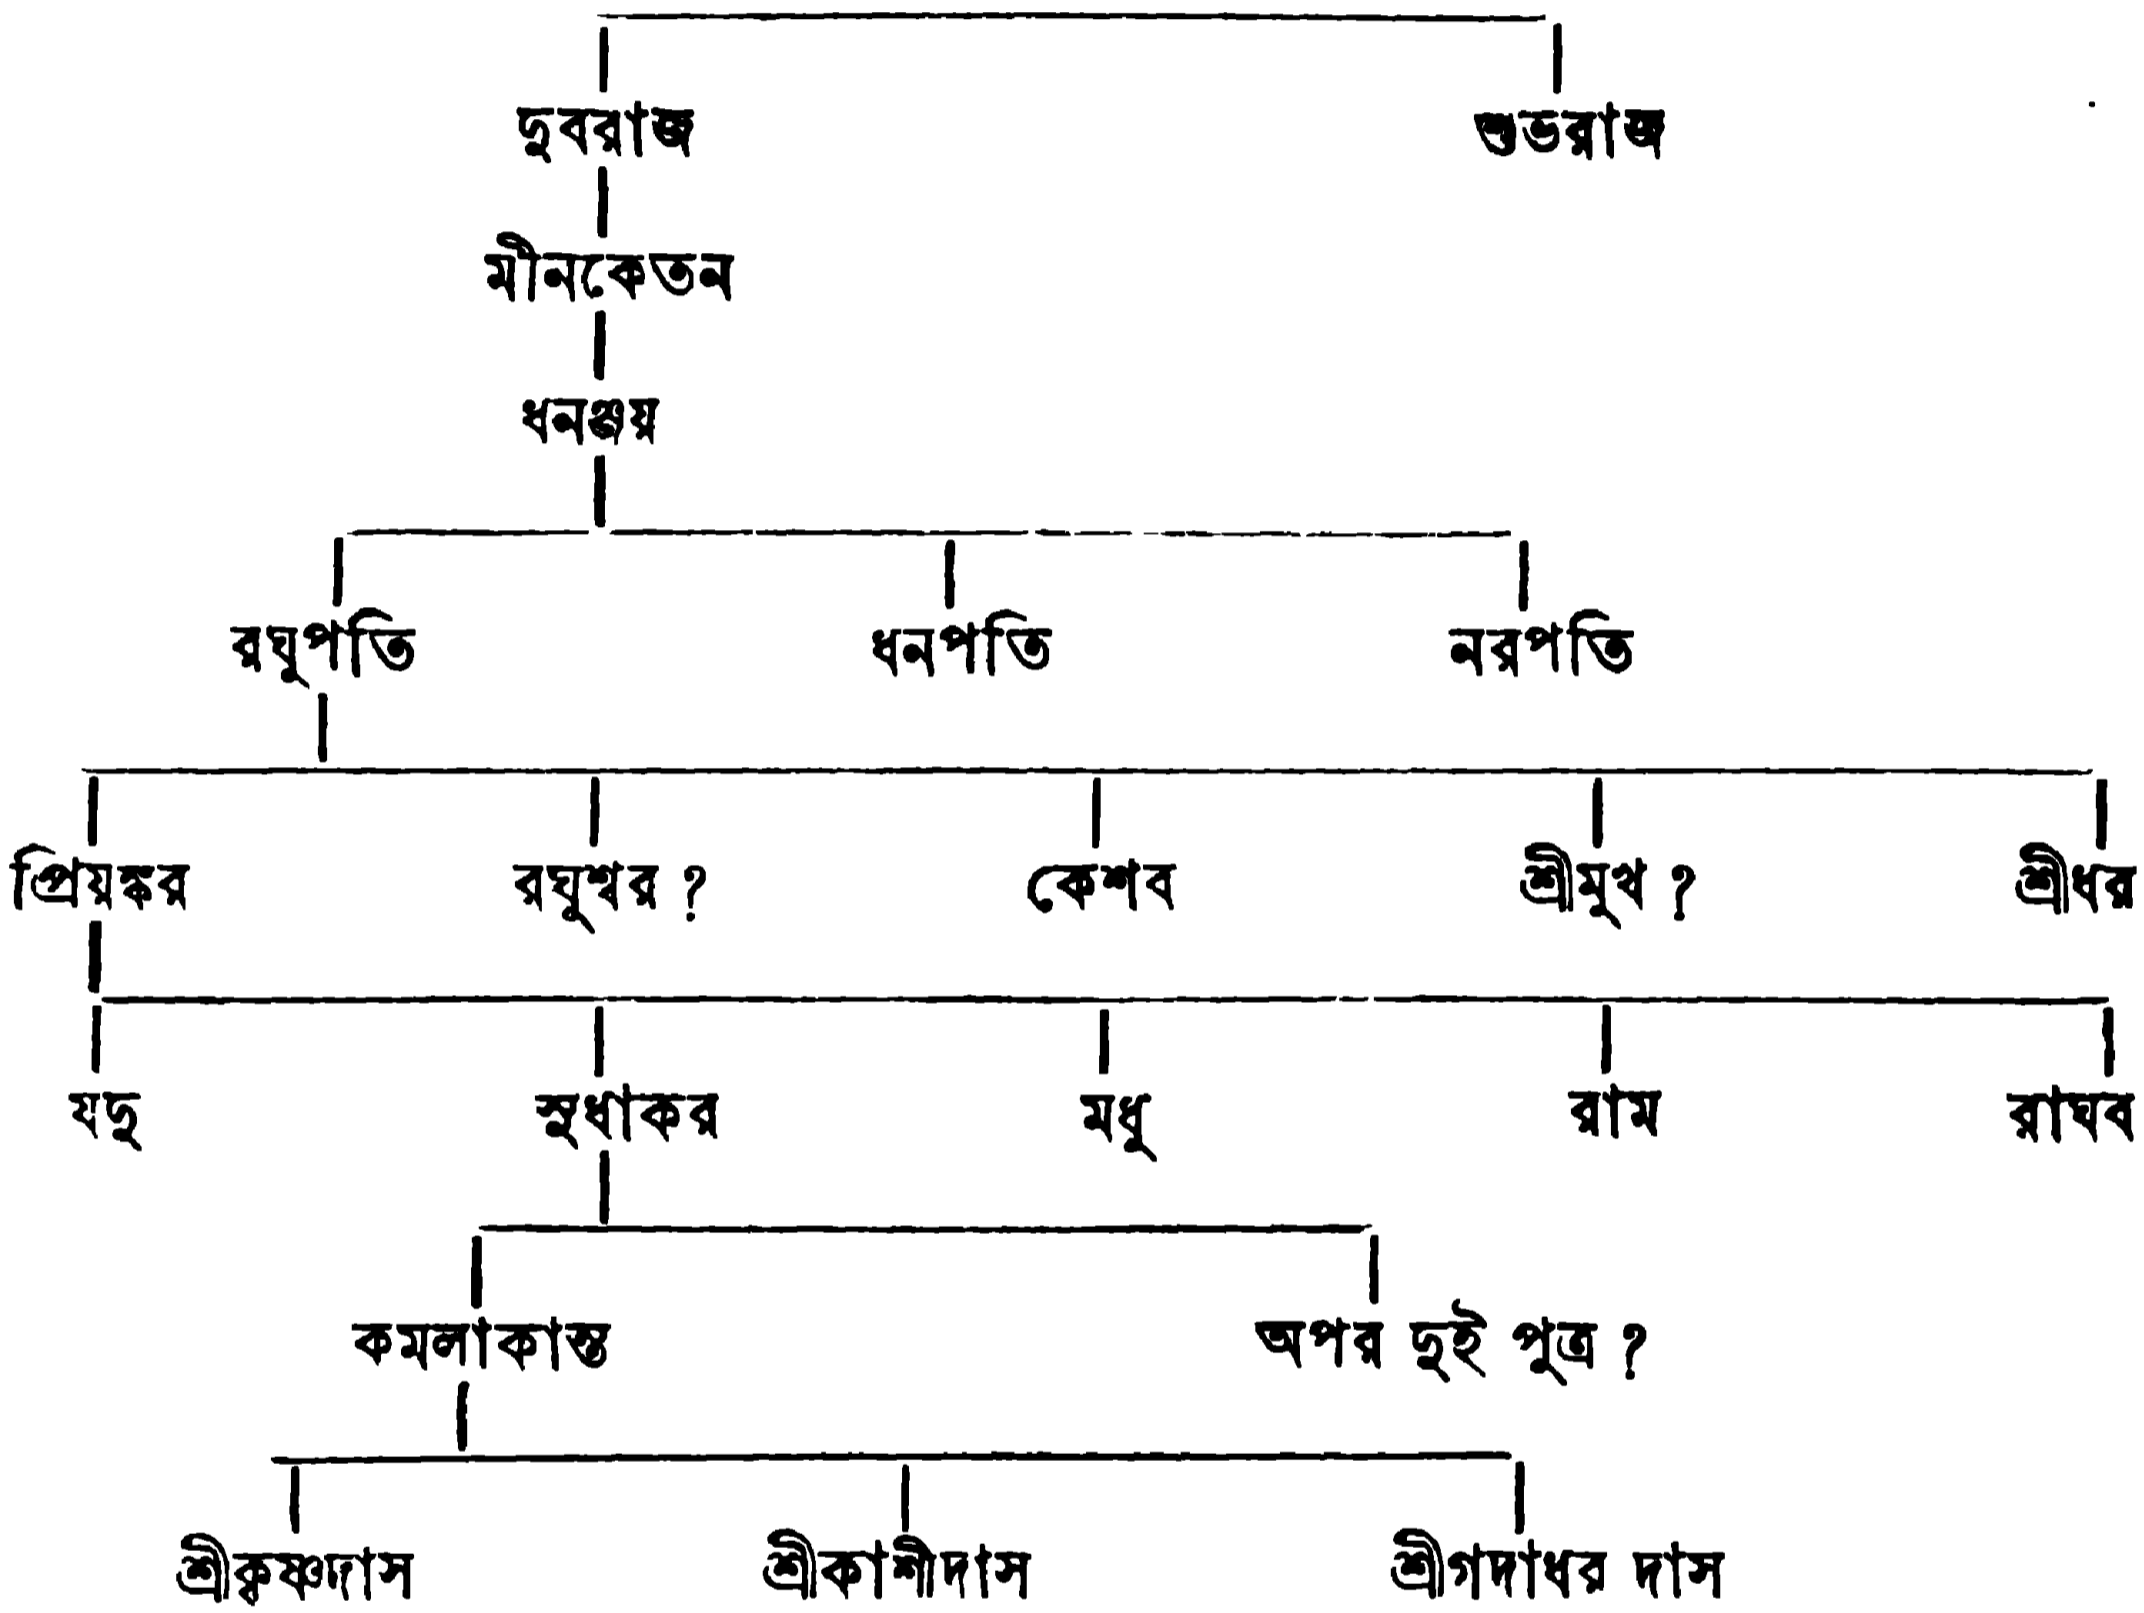 দুবরাজ শুভরাজ
মীনকেতন
ধনঞ্জয়
রঘুপতি ধনপতি নরপতি
প্রিয়ঙ্কর রঘুশ্বর ? কেশব শ্রীমুখ ? শ্রীধর
যদু সুধাকর মধু রাম রাঘব
কমলাকান্ত অপর দুই পুত্র ?
শ্রীকৃষ্ণদাস শ্রীকাশীদাস শ্রীগদাধর দাস